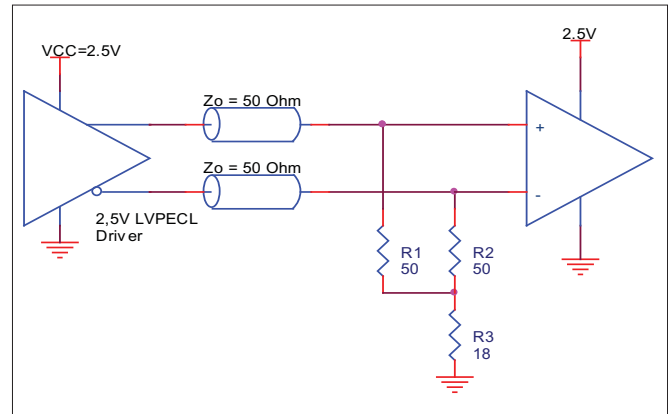 VCC=2.5V
2.5V
Zo = 50 Ohm
+
Zo = 50 Ohm
-
2,5V LVPECL
Driver
R1
50
R2
50
R3
18